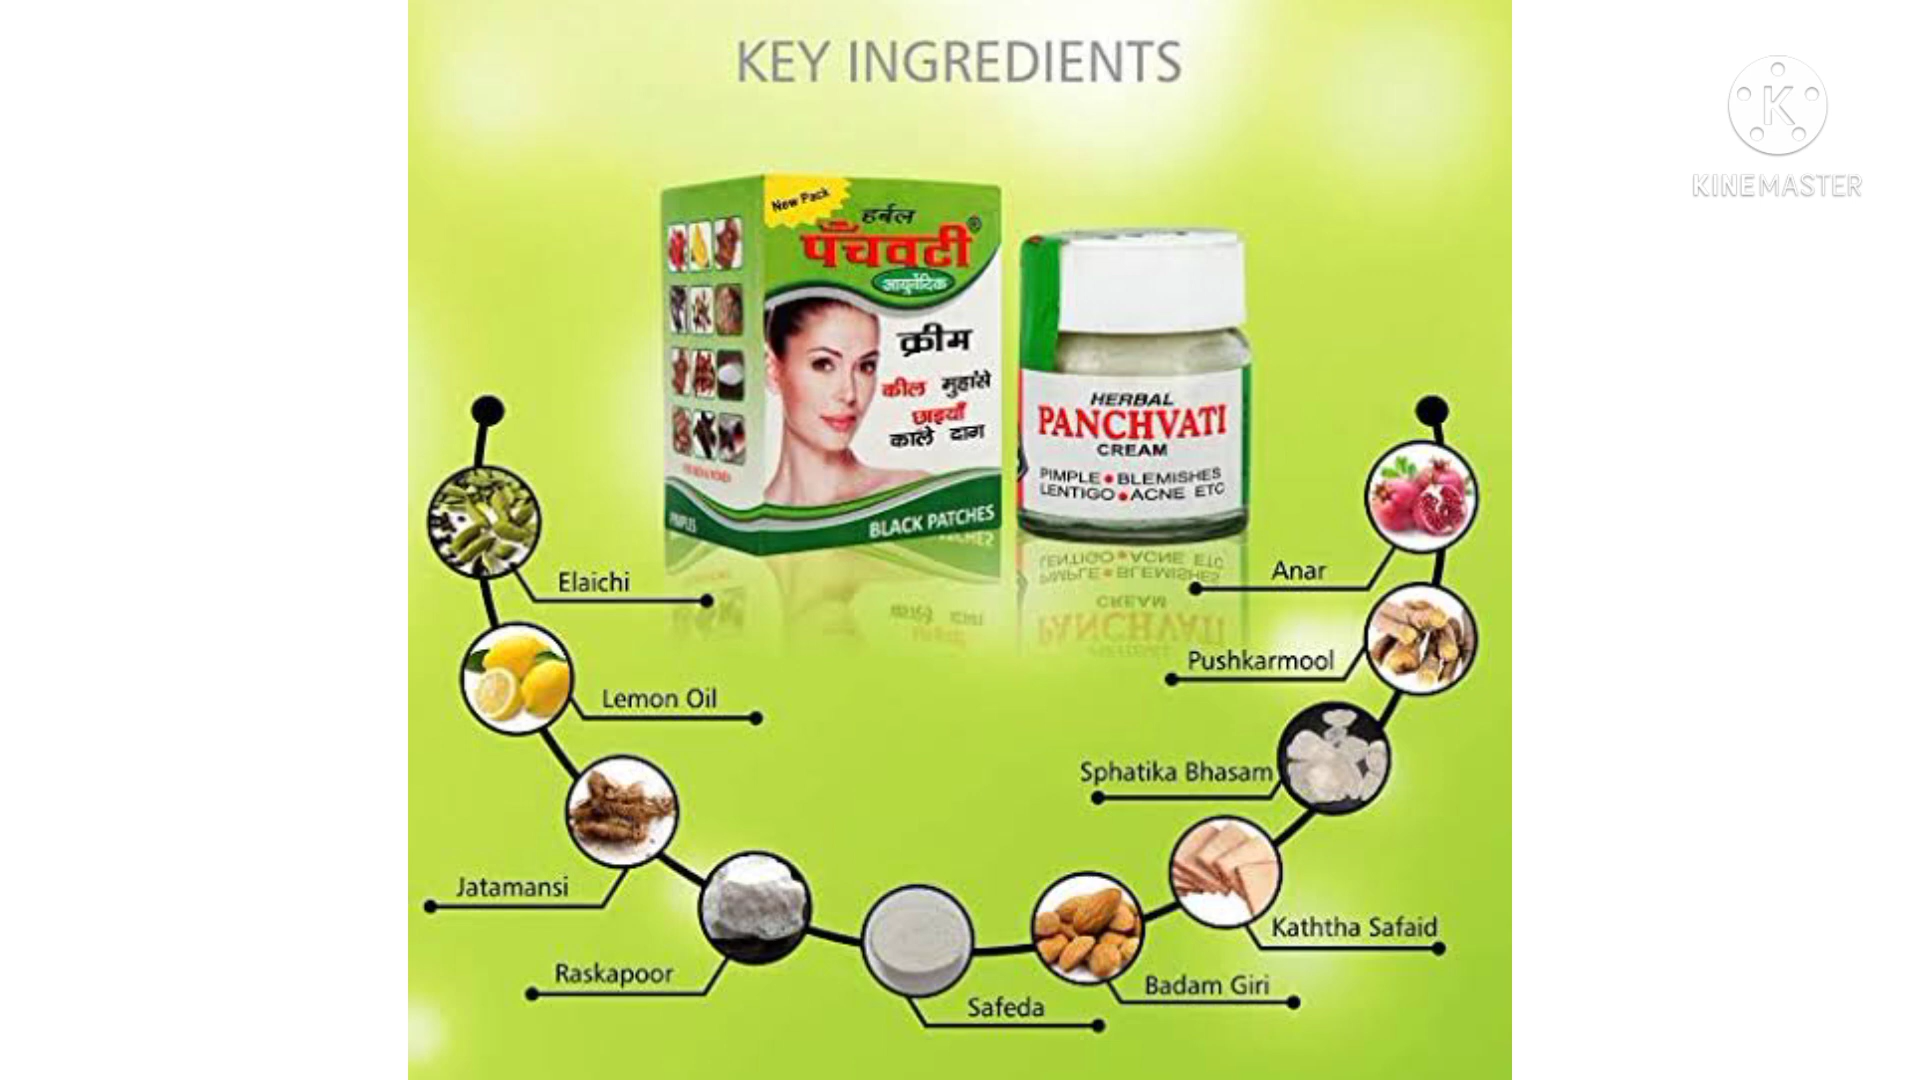 KEY INGREDIENTS
KINEMASTER
New Pack
हर्बल
पँचवटी®
आयुर्वेदिक
क्रीम
कील मुहांसे
छाइयाँ
काले दाग
BLACK PATCHES
HERBAL
PANCHVATI
CREAM
PIMPLE • BLEMISHES
LENTIGO • ACNE ETC
Elaichi
Anar
Lemon Oil
Pushkarmool
Sphatika Bhasam
Jatamansi
Kaththa Safaid
Raskapoor
Badam Giri
Safeda